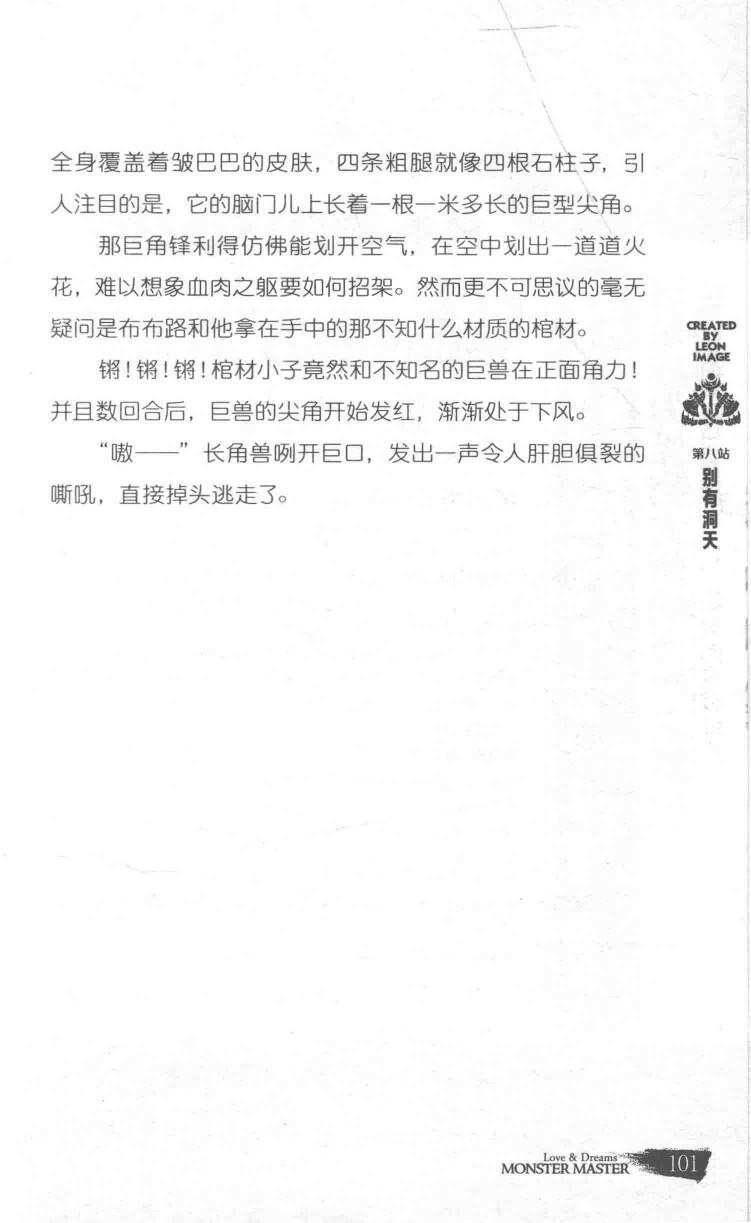 全身覆盖着皱巴巴的皮肤，四条粗腿就像四根石柱子，引
人注目的是，它的脑门儿上长着一根一米多长的巨型尖角。
那巨角锋利得仿佛能划开空气，在空中划出一道道火
花，难以想象血肉之躯要如何招架。然而更不可思议的毫无
疑问是布布路和他拿在手中的那不知什么材质的棺材。
锵！锵！锵！棺材小子竟然和不知名的巨兽在正面角力！
并且数回合后，巨兽的尖角开始发红，渐渐处于下风。
“嗷——”长角兽咧开巨口，发出一声令人肝胆俱裂的
嘶吼，直接掉头逃走了。
CREATED
BY
LEON
IMAGE
第八站
别有洞天
Love & Dreams
MONSTER MASTER
101